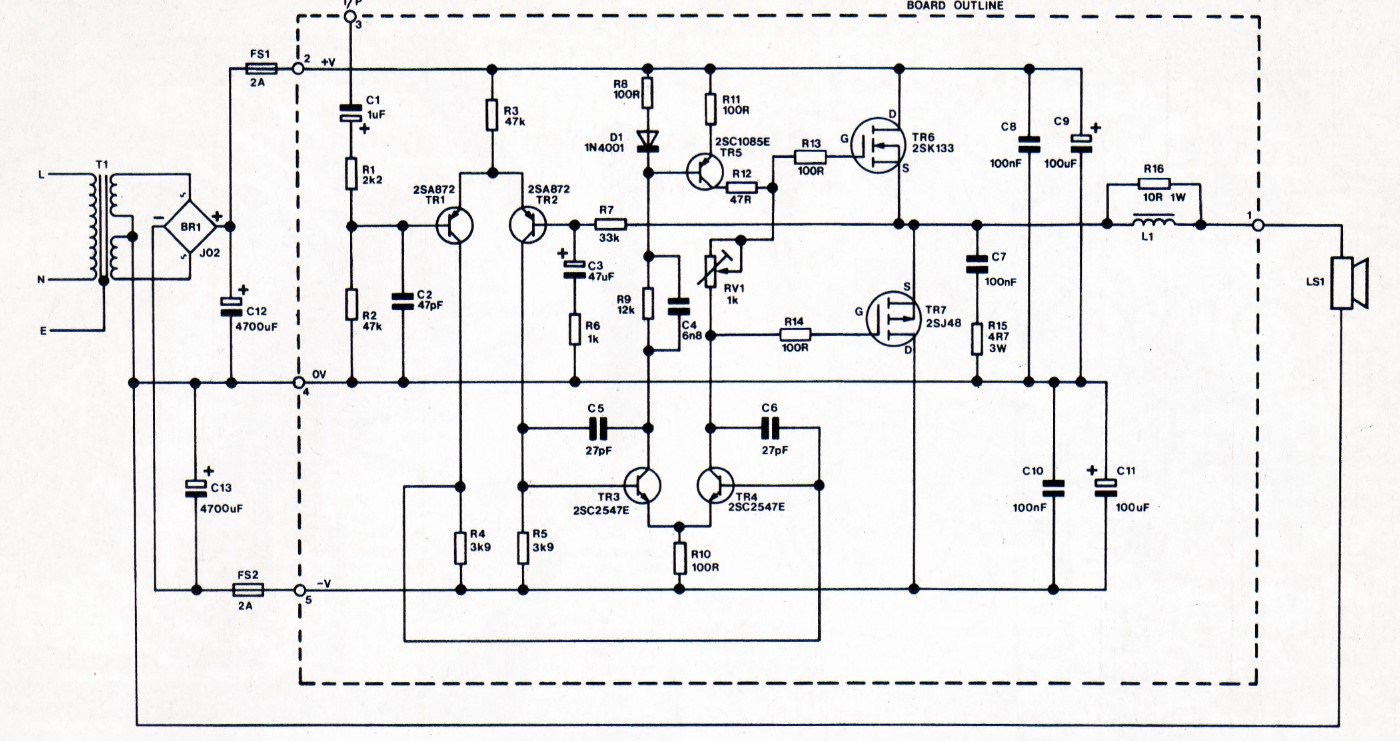 I/P
3
BOARD OUTLINE
FS1
2A
2
+V
C1
1uF
+
R1
2k2
R2
47k
C2
47pF
R3
47k
2SA872
TR1
2SA872
TR2
R7
33k
C3
47uF
+
R6
1k
R8
100R
D1
1N4001
R9
12k
C4
6n8
R11
100R
2SC1085E
TR5
R12
47R
RV1
1k
R13
100R
R14
100R
G
D
S
TR6
2SK133
G
S
D
TR7
2SJ48
C7
100nF
R15
4R7
3W
C8
100nF
C9
+
100uF
R16
10R 1W
L1
1
LS1
T1
L
N
E
~
-
+
BR1
~
JO2
+
C12
4700uF
0V
4
+
C13
4700uF
FS2
2A
-V
5
C5
27pF
C6
27pF
TR3
2SC2547E
TR4
2SC2547E
R4
3k9
R5
3k9
R10
100R
C10
100nF
+
C11
100uF